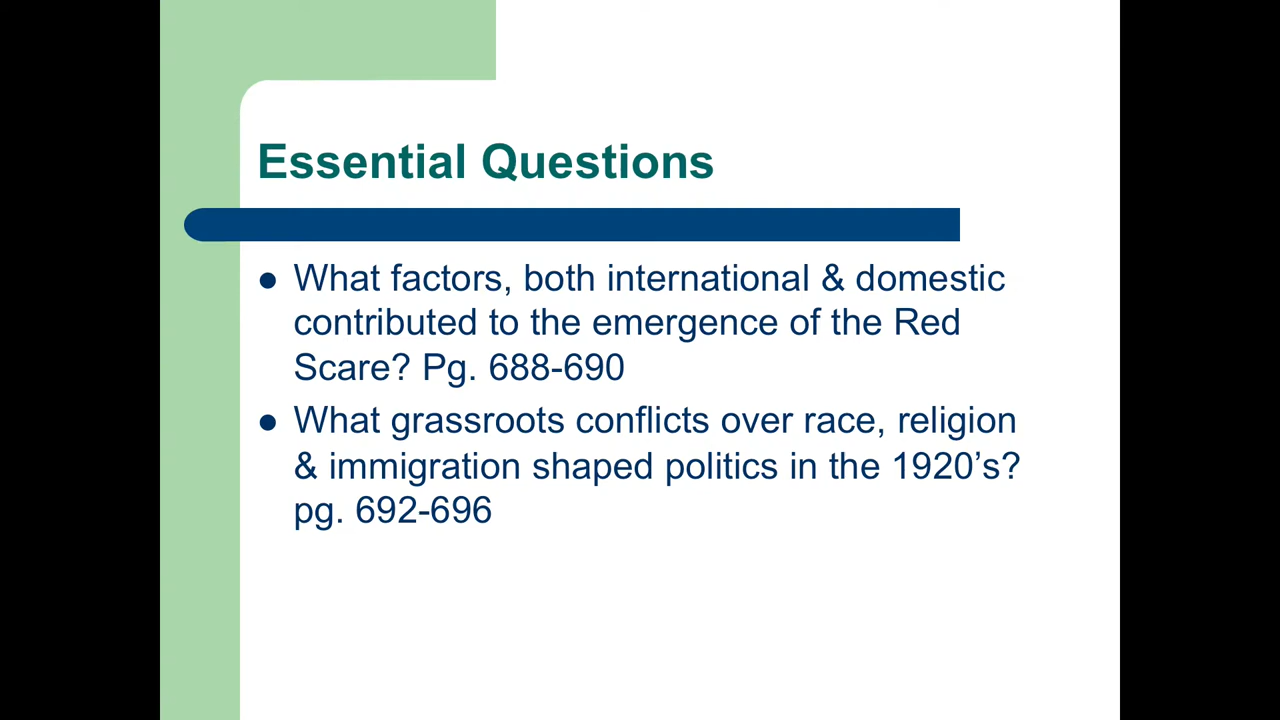 Essential Questions
● What factors, both international & domestic
contributed to the emergence of the Red
Scare? Pg. 688-690
● What grassroots conflicts over race, religion
& immigration shaped politics in the 1920’s?
pg. 692-696